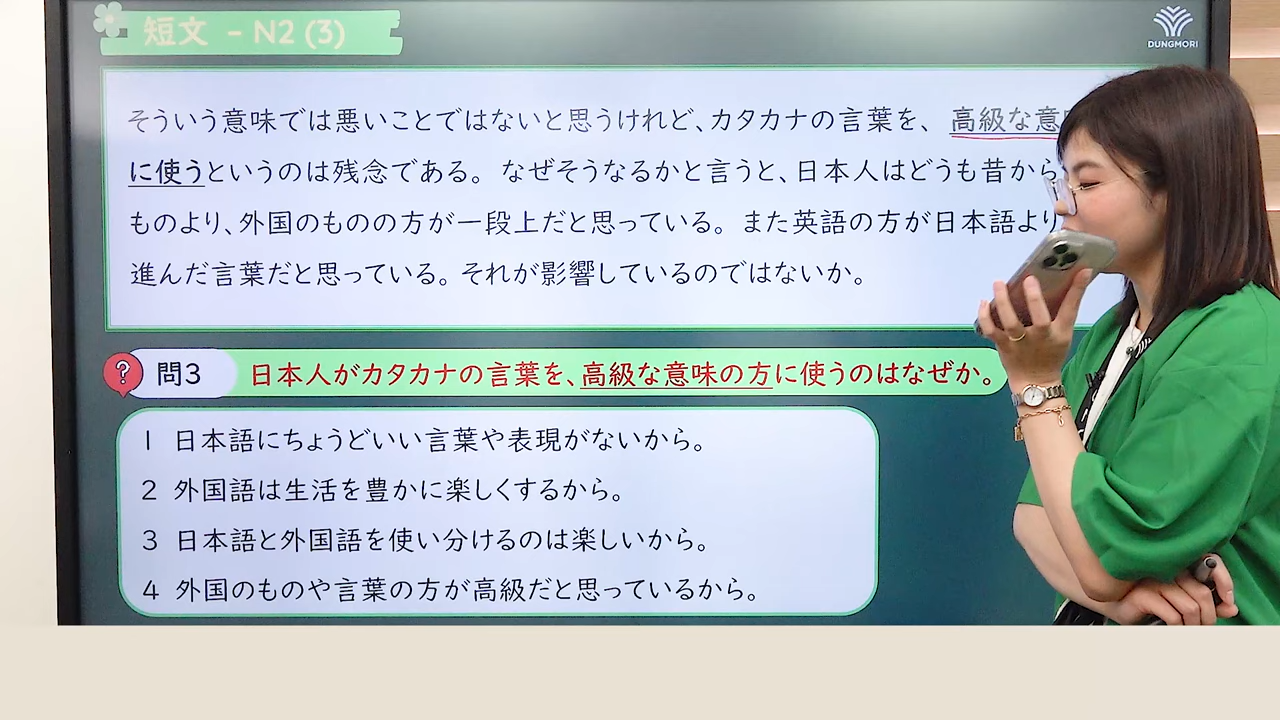 短文 - N2 (3)
DUNGMORI
そういう意味では悪いことではないと思うけれど、カタカナの言葉を、 高級な意
に使うというのは残念である。なぜそうなるかと言うと、日本人はどうも昔から
ものより、外国のものの方が一段上だと思っている。また英語の方が日本語より
進んだ言葉だと思っている。それが影響しているのではないか。
?
問3 日本人がカタカナの言葉を、高級な意味の方に使うのはなぜか。
1 日本語にちょうどいい言葉や表現がないから。
2 外国語は生活を豊かに楽しくするから。
3 日本語と外国語を使い分けるのは楽しいから。
4 外国のものや言葉の方が高級だと思っているから。